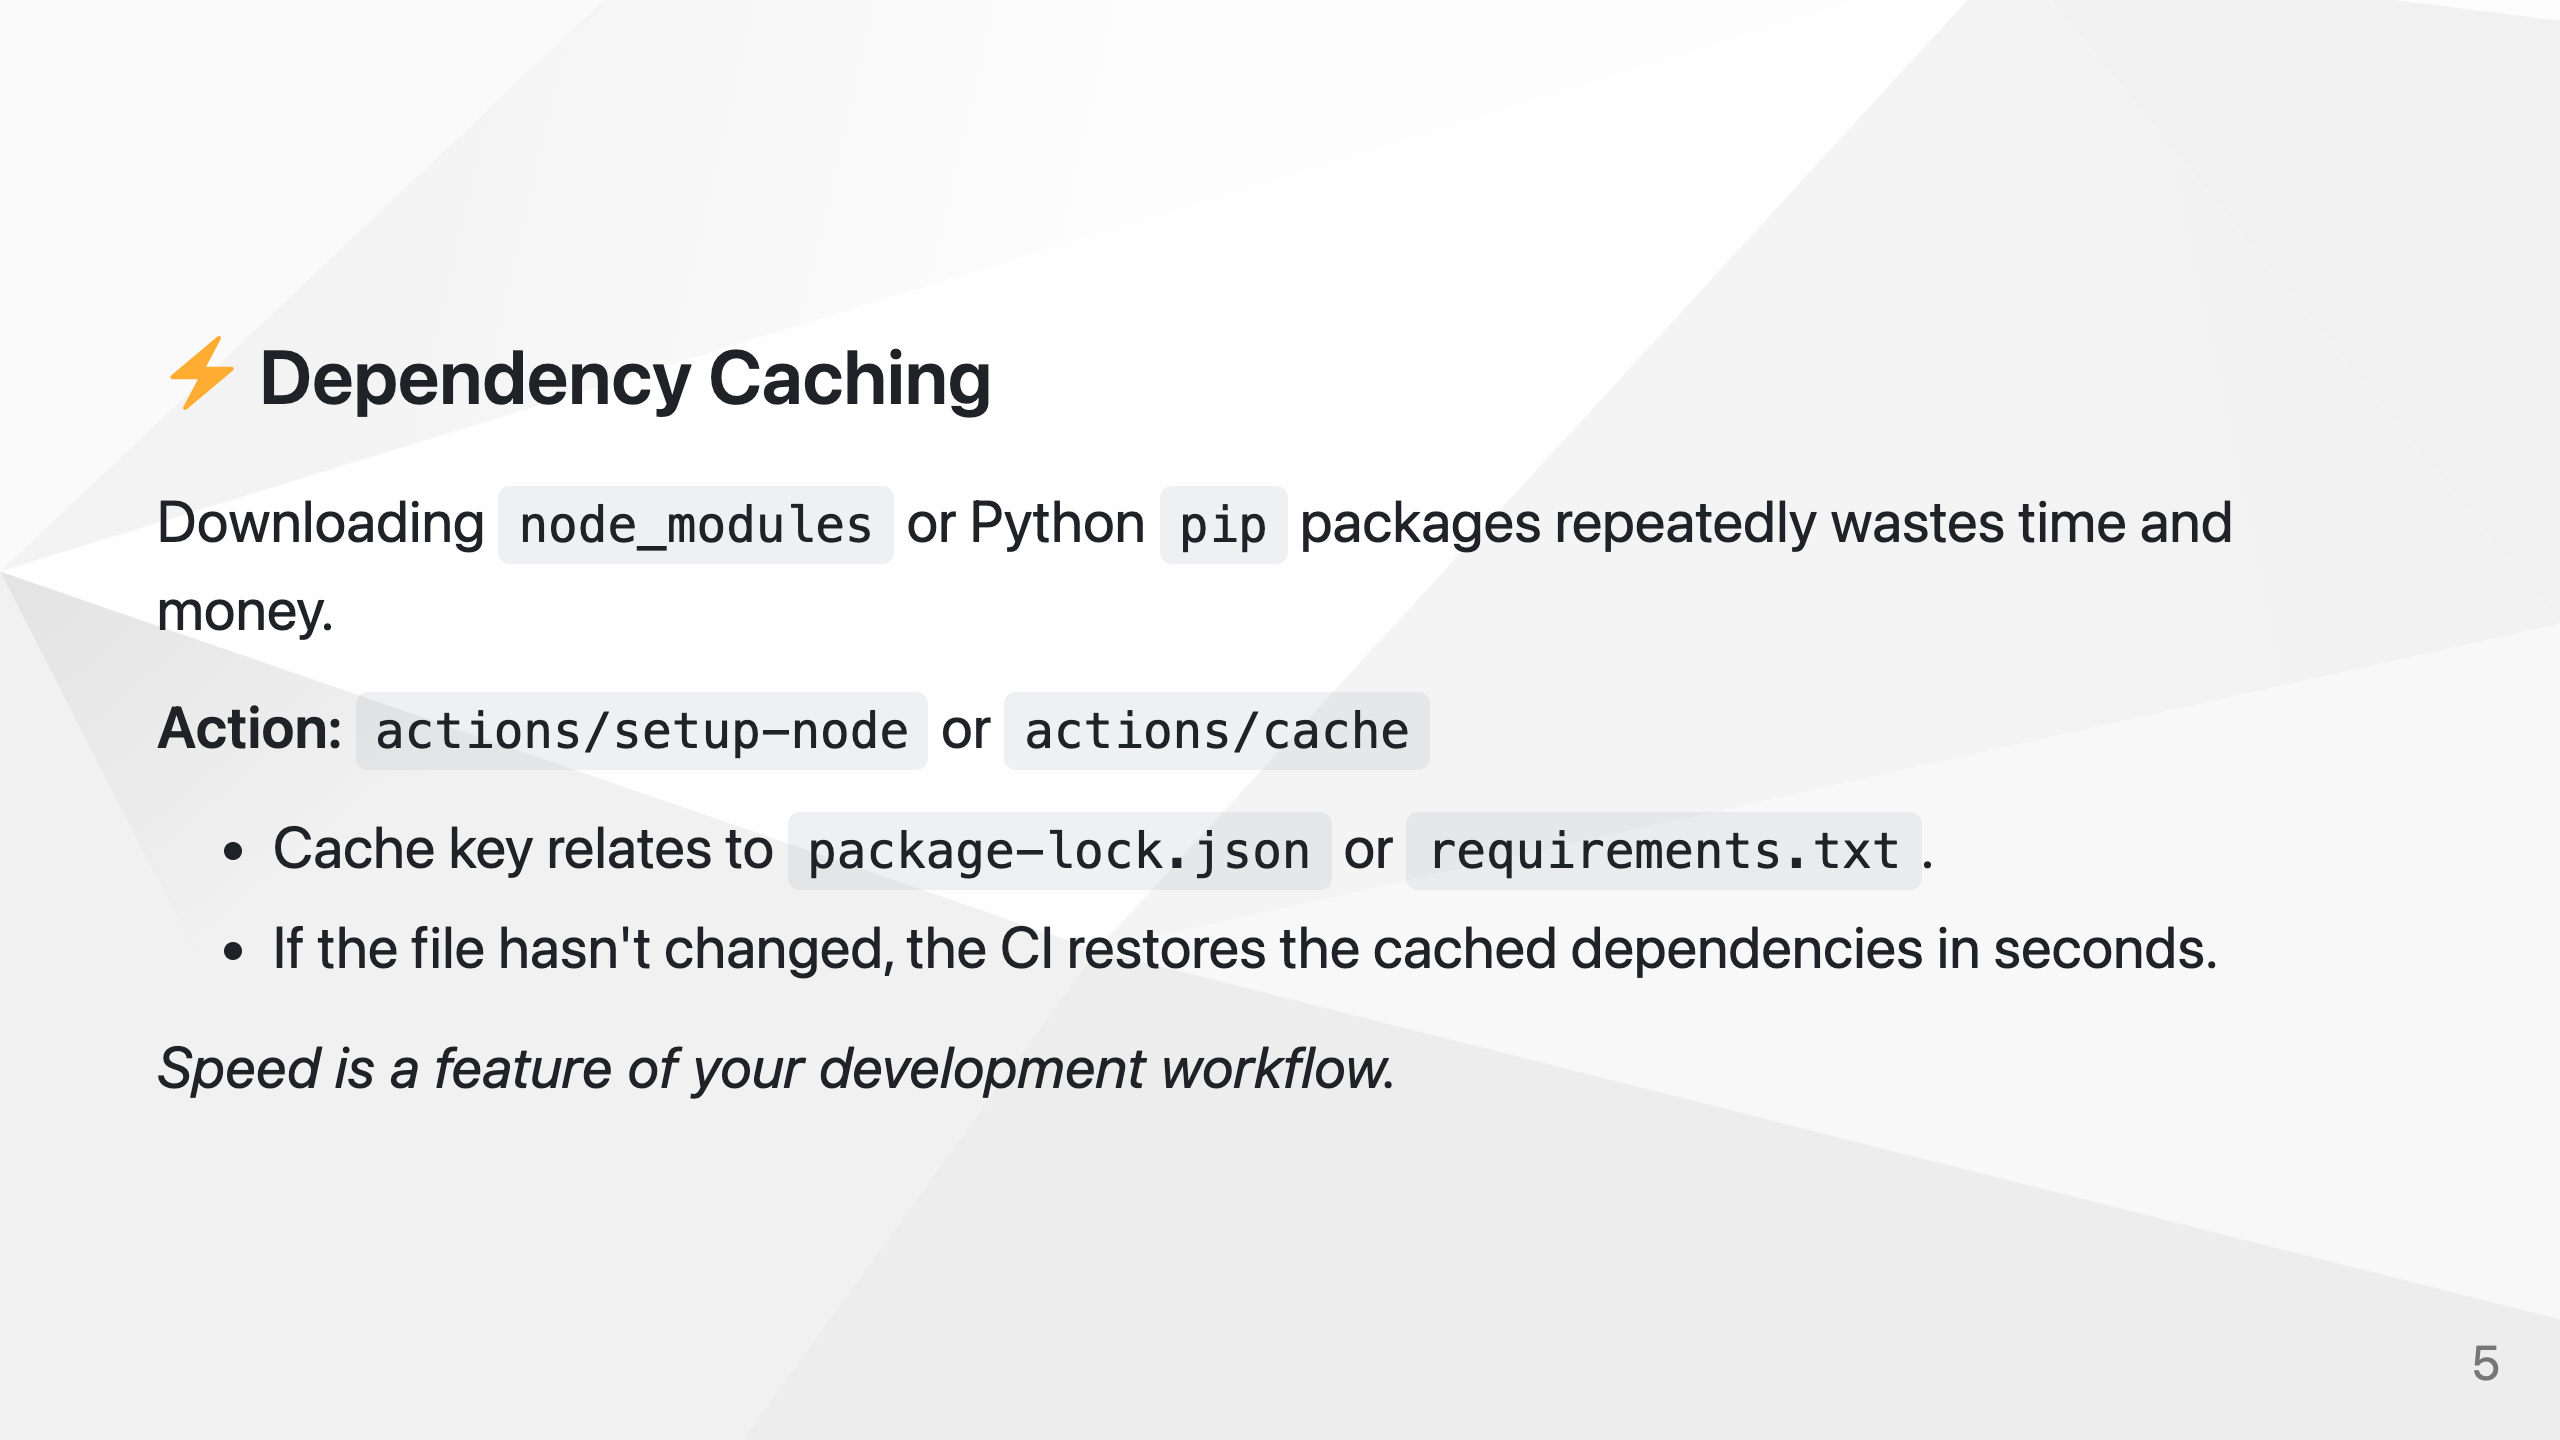 ⚡ Dependency Caching
Downloading node_modules or Python pip packages repeatedly wastes time and
money.
Action: actions/setup-node or actions/cache
• Cache key relates to package-lock.json or requirements.txt.
• If the file hasn't changed, the CI restores the cached dependencies in seconds.
Speed is a feature of your development workflow.
5